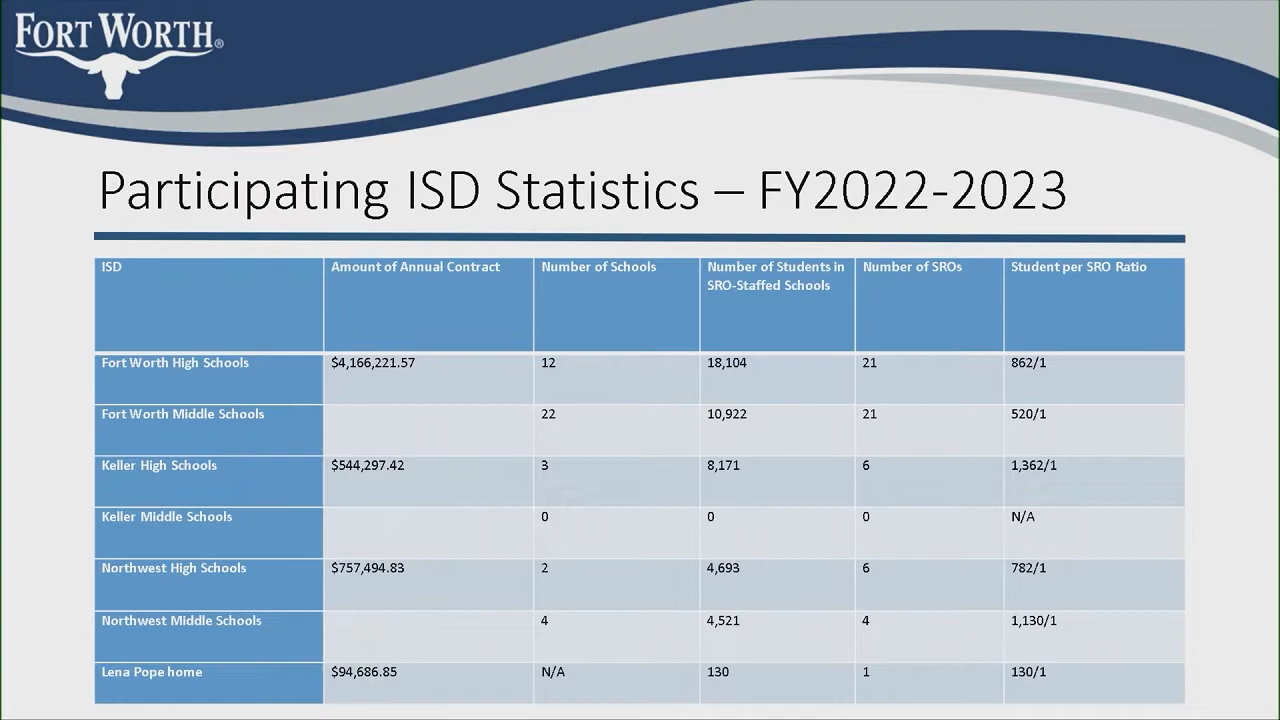 FORT WORTH®
Participating ISD Statistics – FY2022-2023
ISD Amount of Annual Contract Number of Schools Number of Students in SRO-Staffed Schools Number of SROs Student per SRO Ratio
Fort Worth High Schools $4,166,221.57 12 18,104 21 862/1
Fort Worth Middle Schools 22 10,922 21 520/1
Keller High Schools $544,297.42 3 8,171 6 1,362/1
Keller Middle Schools 0 0 0 N/A
Northwest High Schools $757,494.83 2 4,693 6 782/1
Northwest Middle Schools 4 4,521 4 1,130/1
Lena Pope home $94,686.85 N/A 130 1 130/1